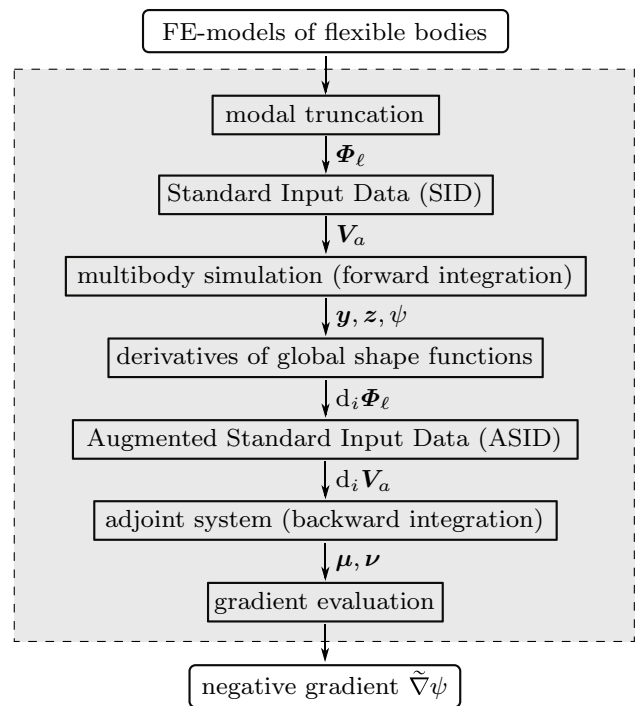 FE-models of flexible bodies
modal truncation
𝜱ℓ
Standard Input Data (SID)
𝑽ₐ
multibody simulation (forward integration)
𝒚, 𝒛, ψ
derivatives of global shape functions
dᵢ𝜱ℓ
Augmented Standard Input Data (ASID)
dᵢ𝑽ₐ
adjoint system (backward integration)
𝝁, 𝝂
gradient evaluation
negative gradient ∇̃ψ